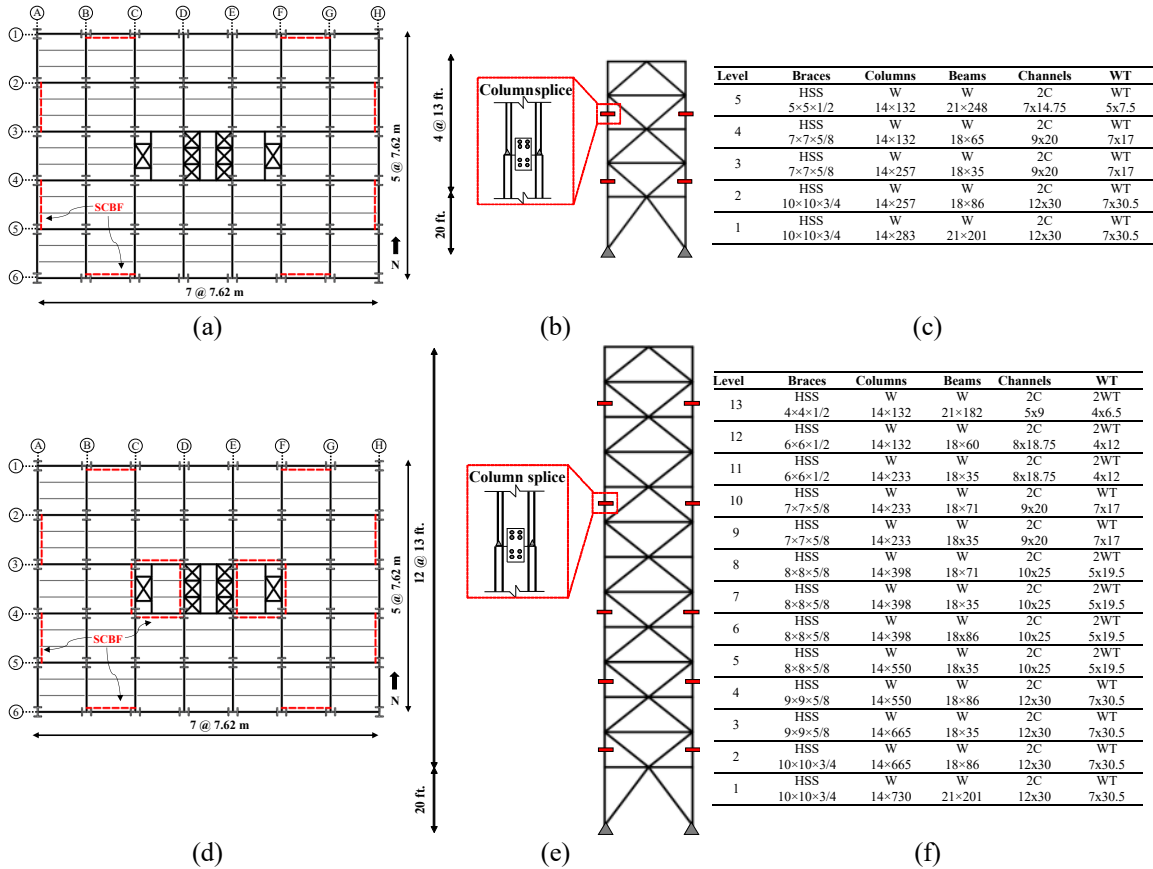 A B C D E F G H
1
2
3
4
5
6
SCBF
N
5 @ 7.62 m
7 @ 7.62 m
(a)
4 @ 13 ft.
20 ft.
Column splice
(b)
Level Braces Columns Beams Channels WT
5 HSS W W 2C WT
5×5×1/2 14×132 21×248 7x14.75 5x7.5
4 HSS W W 2C WT
7×7×5/8 14×132 18×65 9x20 7x17
3 HSS W W 2C WT
7×7×5/8 14×257 18×35 9x20 7x17
2 HSS W W 2C WT
10×10×3/4 14×257 18×86 12x30 7x30.5
1 HSS W W 2C WT
10×10×3/4 14×283 21×201 12x30 7x30.5
(c)
A B C D E F G H
1
2
3
4
5
6
SCBF
N
5 @ 7.62 m
7 @ 7.62 m
(d)
12 @ 13 ft.
20 ft.
Column splice
(e)
Level Braces Columns Beams Channels WT
13 HSS W W 2C 2WT
4×4×1/2 14×132 21×182 5x9 4x6.5
12 HSS W W 2C 2WT
6×6×1/2 14×132 18×60 8x18.75 4x12
11 HSS W W 2C 2WT
6×6×1/2 14×233 18×35 8x18.75 4x12
10 HSS W W 2C WT
7×7×5/8 14×233 18×71 9x20 7x17
9 HSS W W 2C WT
7×7×5/8 14×233 18x35 9x20 7x17
8 HSS W W 2C 2WT
8×8×5/8 14×398 18×71 10x25 5x19.5
7 HSS W W 2C 2WT
8×8×5/8 14×398 18×35 10x25 5x19.5
6 HSS W W 2C 2WT
8×8×5/8 14×398 18x86 10x25 5x19.5
5 HSS W W 2C 2WT
8×8×5/8 14×550 18x35 10x25 5x19.5
4 HSS W W 2C WT
9×9×5/8 14×550 18×86 12x30 7x30.5
3 HSS W W 2C WT
9×9×5/8 14×665 18×35 12x30 7x30.5
2 HSS W W 2C WT
10×10×3/4 14×665 18×86 12x30 7x30.5
1 HSS W W 2C WT
10×10×3/4 14×730 21×201 12x30 7x30.5
(f)